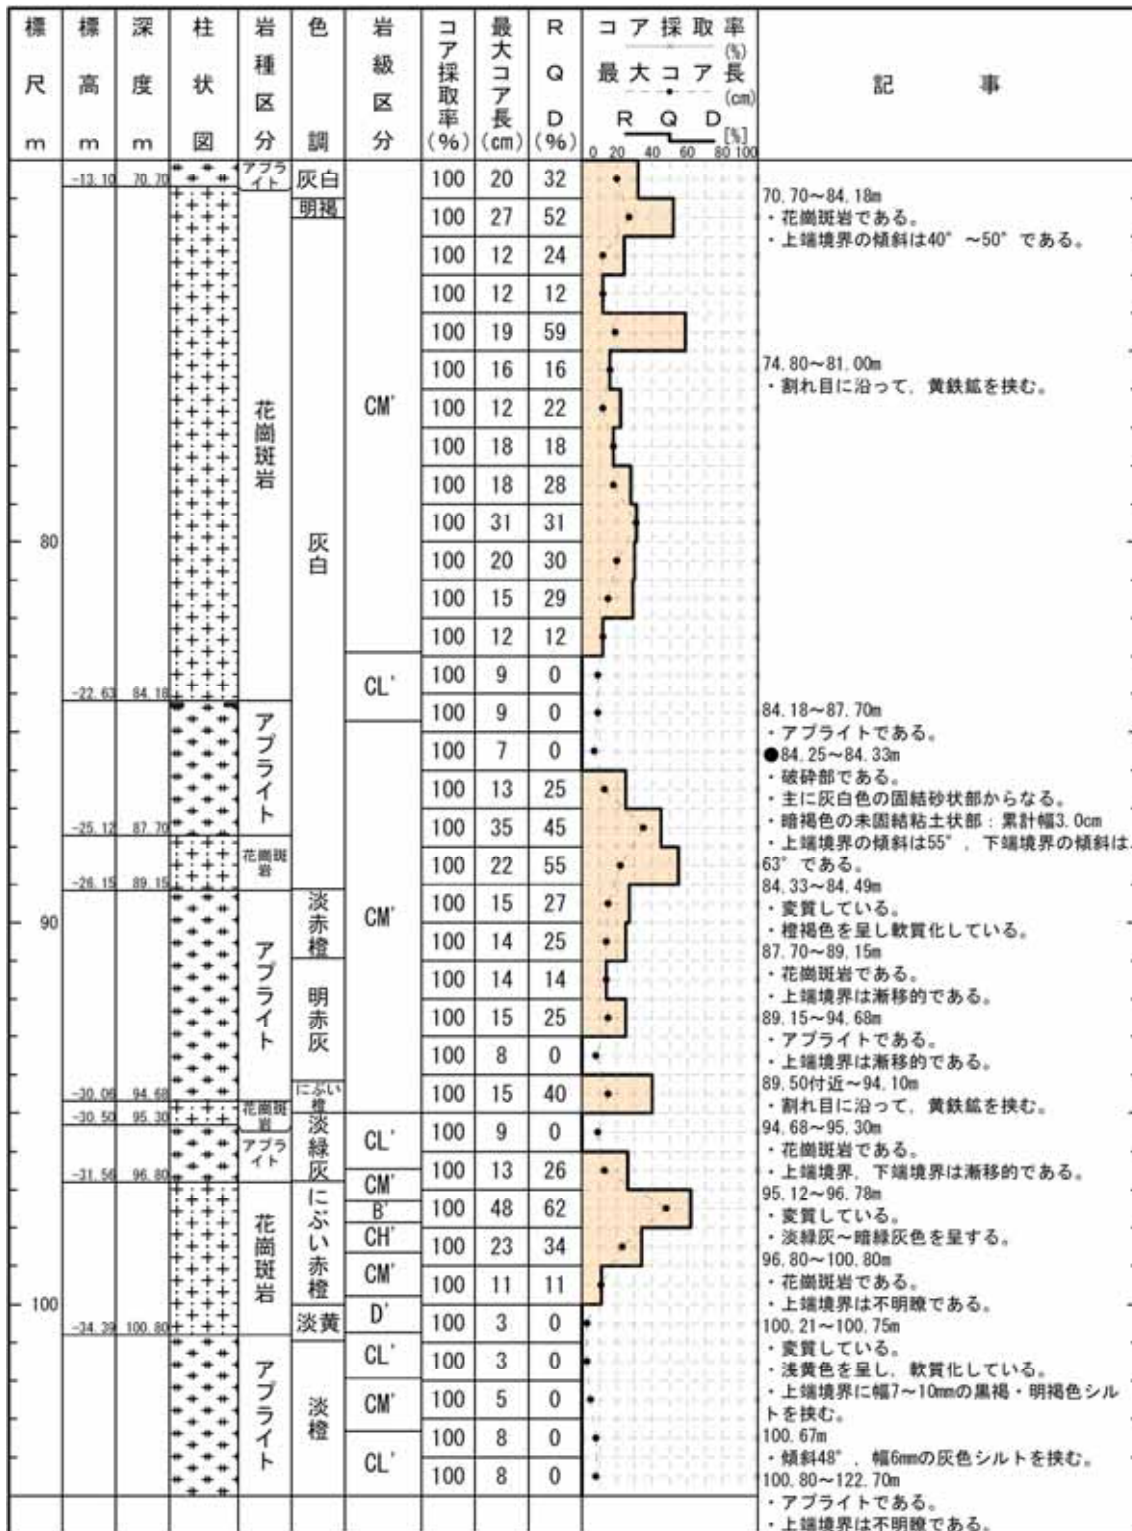 標尺 m
標高 m
深度 m
柱状図
岩種区分
色調
岩級区分
コア採取率 (%)
最大コア長 (cm)
RQD (%)
コア採取率 (%)
最大コア長 (cm)
RQD [%]
0 20 40 60 80 100
記事
-13.10 70.70
アプライト
灰白
100 20 32
明褐
100 27 52
100 12 24
100 12 12
100 19 59
100 16 16
花崗斑岩
CM'
100 12 22
100 18 18
100 18 28
100 31 31
80
灰白
100 20 30
100 15 29
100 12 12
CL'
100 9 0
-22.63 84.18
100 9 0
アプライト
100 7 0
100 13 25
-25.12 87.70
100 35 45
花崗斑岩
100 22 55
-26.15 89.15
淡赤橙
CM'
100 15 27
90
100 14 25
アプライト
明赤灰
100 14 14
100 15 25
100 8 0
にぶい橙
-30.06 94.68
100 15 40
花崗斑岩
-30.50 95.30
淡緑灰
CL'
100 9 0
アプライト
-31.56 96.80
CM'
100 13 26
にぶい赤橙
B'
100 48 62
花崗斑岩
CH'
100 23 34
CM'
100 11 11
100
淡黄
D'
100 3 0
-34.39 100.80
アプライト
淡橙
CL'
100 3 0
CM'
100 5 0
100 8 0
CL'
100 8 0
70.70～84.18m
・花崗斑岩である。
・上端境界の傾斜は40°～50°である。
74.80～81.00m
・割れ目に沿って，黄鉄鉱を挟む。
84.18～87.70m
・アプライトである。
●84.25～84.33m
・破砕部である。
・主に灰白色の固結砂状部からなる。
・暗褐色の未固結粘土状部：累計幅3.0cm
・上端境界の傾斜は55°，下端境界の傾斜は
63°である。
84.33～84.49m
・変質している。
・橙褐色を呈し軟質化している。
87.70～89.15m
・花崗斑岩である。
・上端境界は漸移的である。
89.15～94.68m
・アプライトである。
・上端境界は漸移的である。
89.50付近～94.10m
・割れ目に沿って，黄鉄鉱を挟む。
94.68～95.30m
・花崗斑岩である。
・上端境界，下端境界は漸移的である。
95.12～96.78m
・変質している。
・淡緑灰～暗緑灰色を呈する。
96.80～100.80m
・花崗斑岩である。
・上端境界は不明瞭である。
100.21～100.75m
・変質している。
・浅黄色を呈し，軟質化している。
・上端境界に幅7～10mmの黒褐・明褐色シル
トを挟む。
100.67m
・傾斜48°，幅6mmの灰色シルトを挟む。
100.80～122.70m
・アプライトである。
・上端境界は不明瞭である。